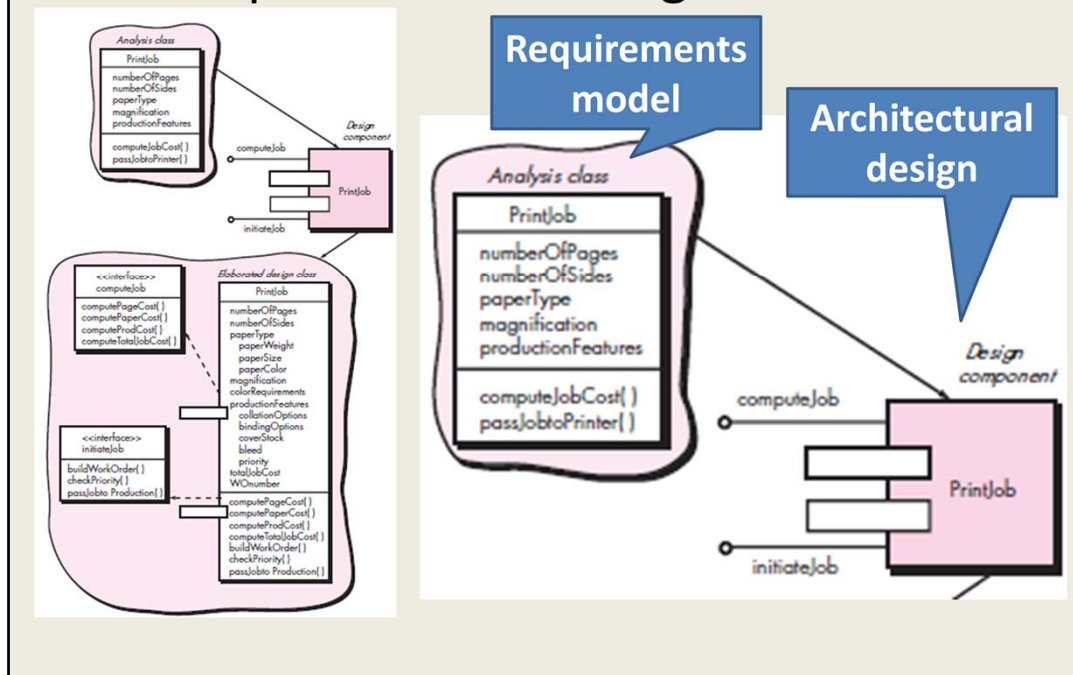 Analysis class
PrintJob
numberOfPages
numberOfSides
paperType
magnification
productionFeatures
computeJobCost( )
passJobtoPrinter( )
Design
component
computeJob
PrintJob
initiateJob
<<interface>>
computeJob
computePageCost( )
computePaperCost( )
computeProdCost( )
computeTotalJobCost( )
<<interface>>
initiateJob
buildWorkOrder( )
checkPriority( )
passJobto Production( )
Elaborated design class
PrintJob
numberOfPages
numberOfSides
paperType
paperWeight
paperSize
paperColor
magnification
colorRequirements
productionFeatures
collationOptions
bindingOptions
coverStock
bleed
priority
totalJobCost
WOnumber
computePageCost( )
computePaperCost( )
computeProdCost( )
computeTotalJobCost( )
buildWorkOrder( )
checkPriority( )
passJobto Production( )
Requirements
model
Architectural
design
Analysis class
PrintJob
numberOfPages
numberOfSides
paperType
magnification
productionFeatures
computeJobCost( )
passJobtoPrinter( )
Design
component
computeJob
PrintJob
initiateJob